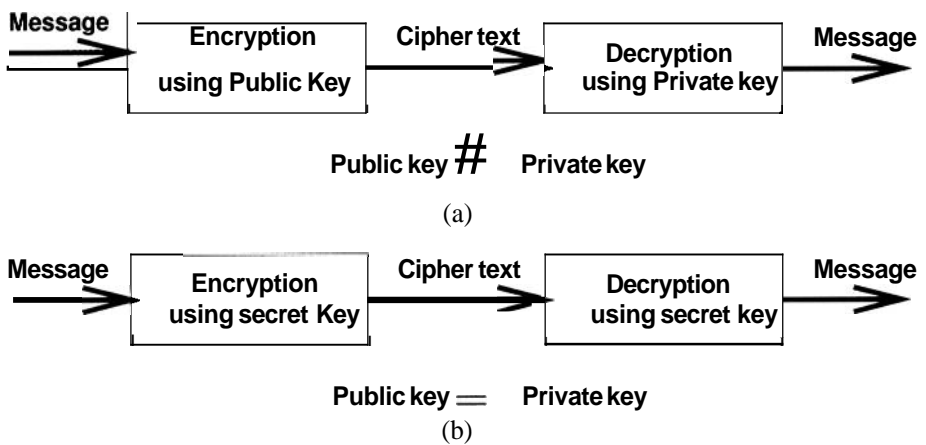 Message
Encryption
using Public Key
Cipher text
Decryption
using Private key
Message
Public key # Private key
(a)
Message
Encryption
using secret Key
Cipher text
Decryption
using secret key
Message
Public key = Private key
(b)